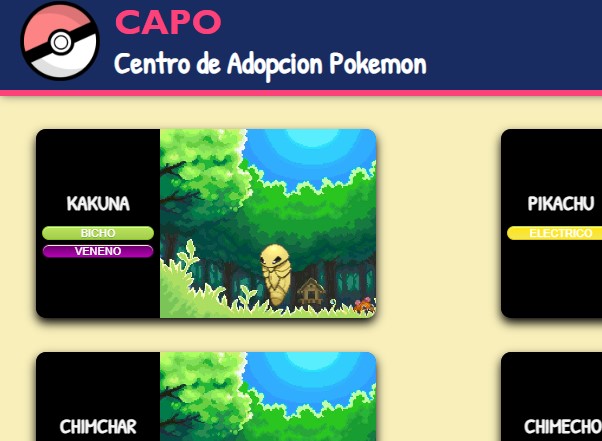 CAPO
Centro de Adopcion Pokemon
KAKUNA
BICHO
VENENO
PIKACHU
ELECTRICO
CHIMCHAR
CHIMECHO